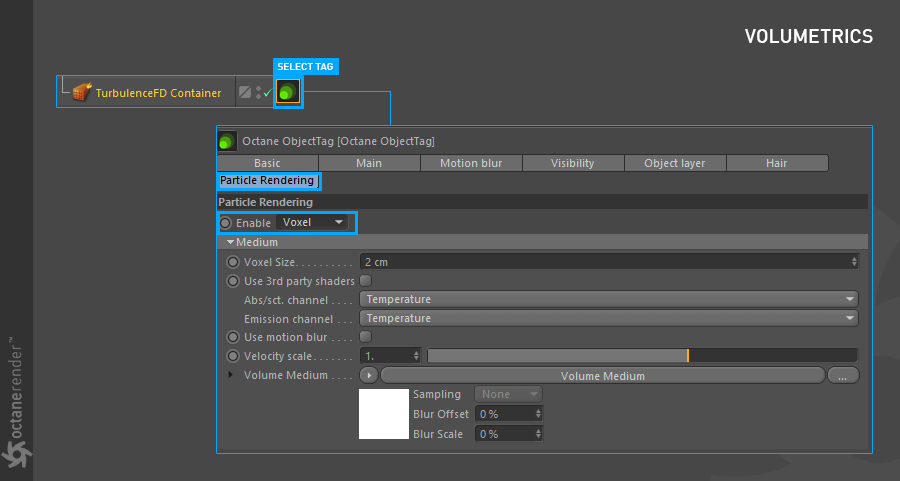 VOLUMETRICS
SELECT TAG
TurbulenceFD Container
Octane ObjectTag [Octane ObjectTag]
Basic Main Motion blur Visibility Object layer Hair
Particle Rendering
Particle Rendering
Enable Voxel
Medium
Voxel Size. . . . . . . . . . 2 cm
Use 3rd party shaders
Abs/sct. channel . . . . Temperature
Emission channel . . . . Temperature
Use motion blur . . . .
Velocity scale. . . . . . . 1.
Volume Medium . . . . Volume Medium ...
Sampling None
Blur Offset 0 %
Blur Scale 0 %
octanerender™